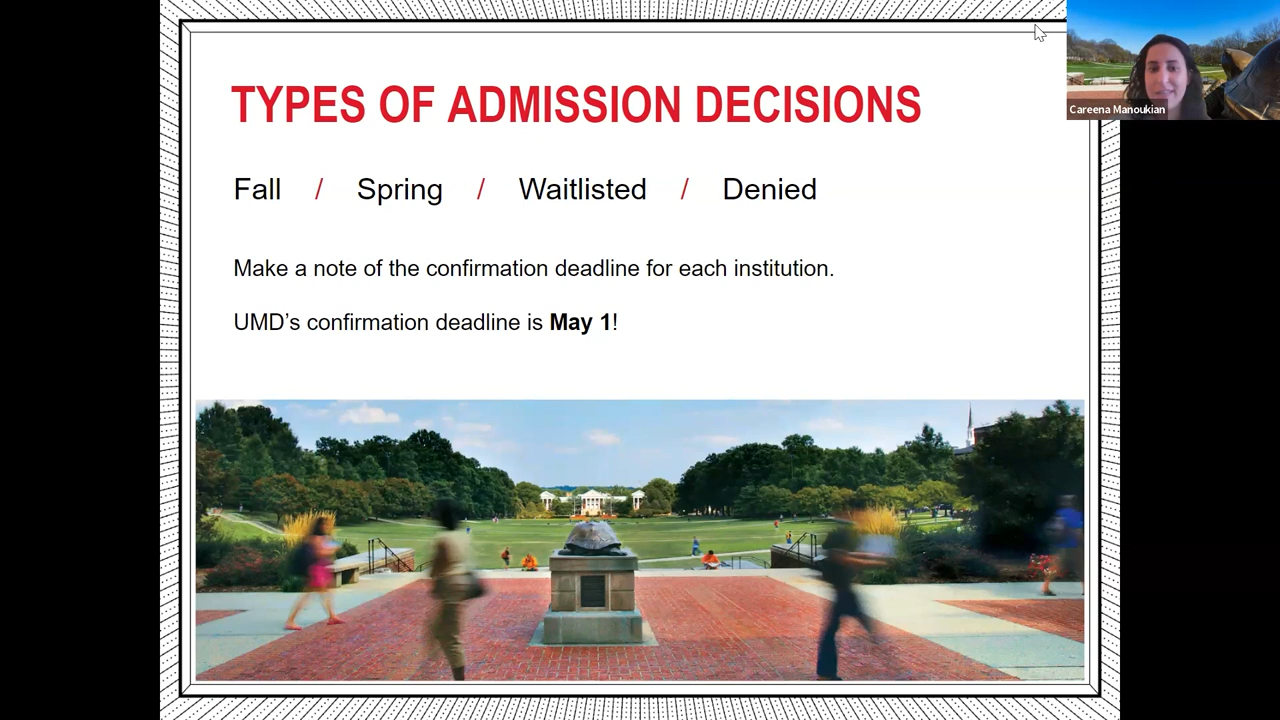 TYPES OF ADMISSION DECISIONS
Careena Manoukian
Fall / Spring / Waitlisted / Denied
Make a note of the confirmation deadline for each institution.
UMD’s confirmation deadline is May 1!